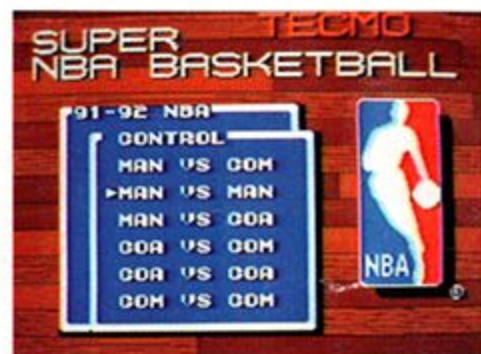 TECMO
SUPER
NBA BASKETBALL
91-92 NBA
CONTROL
MAN VS COM
►MAN VS MAN
MAN VS COA
COA VS COM
COA VS COA
COM VS COM
NBA